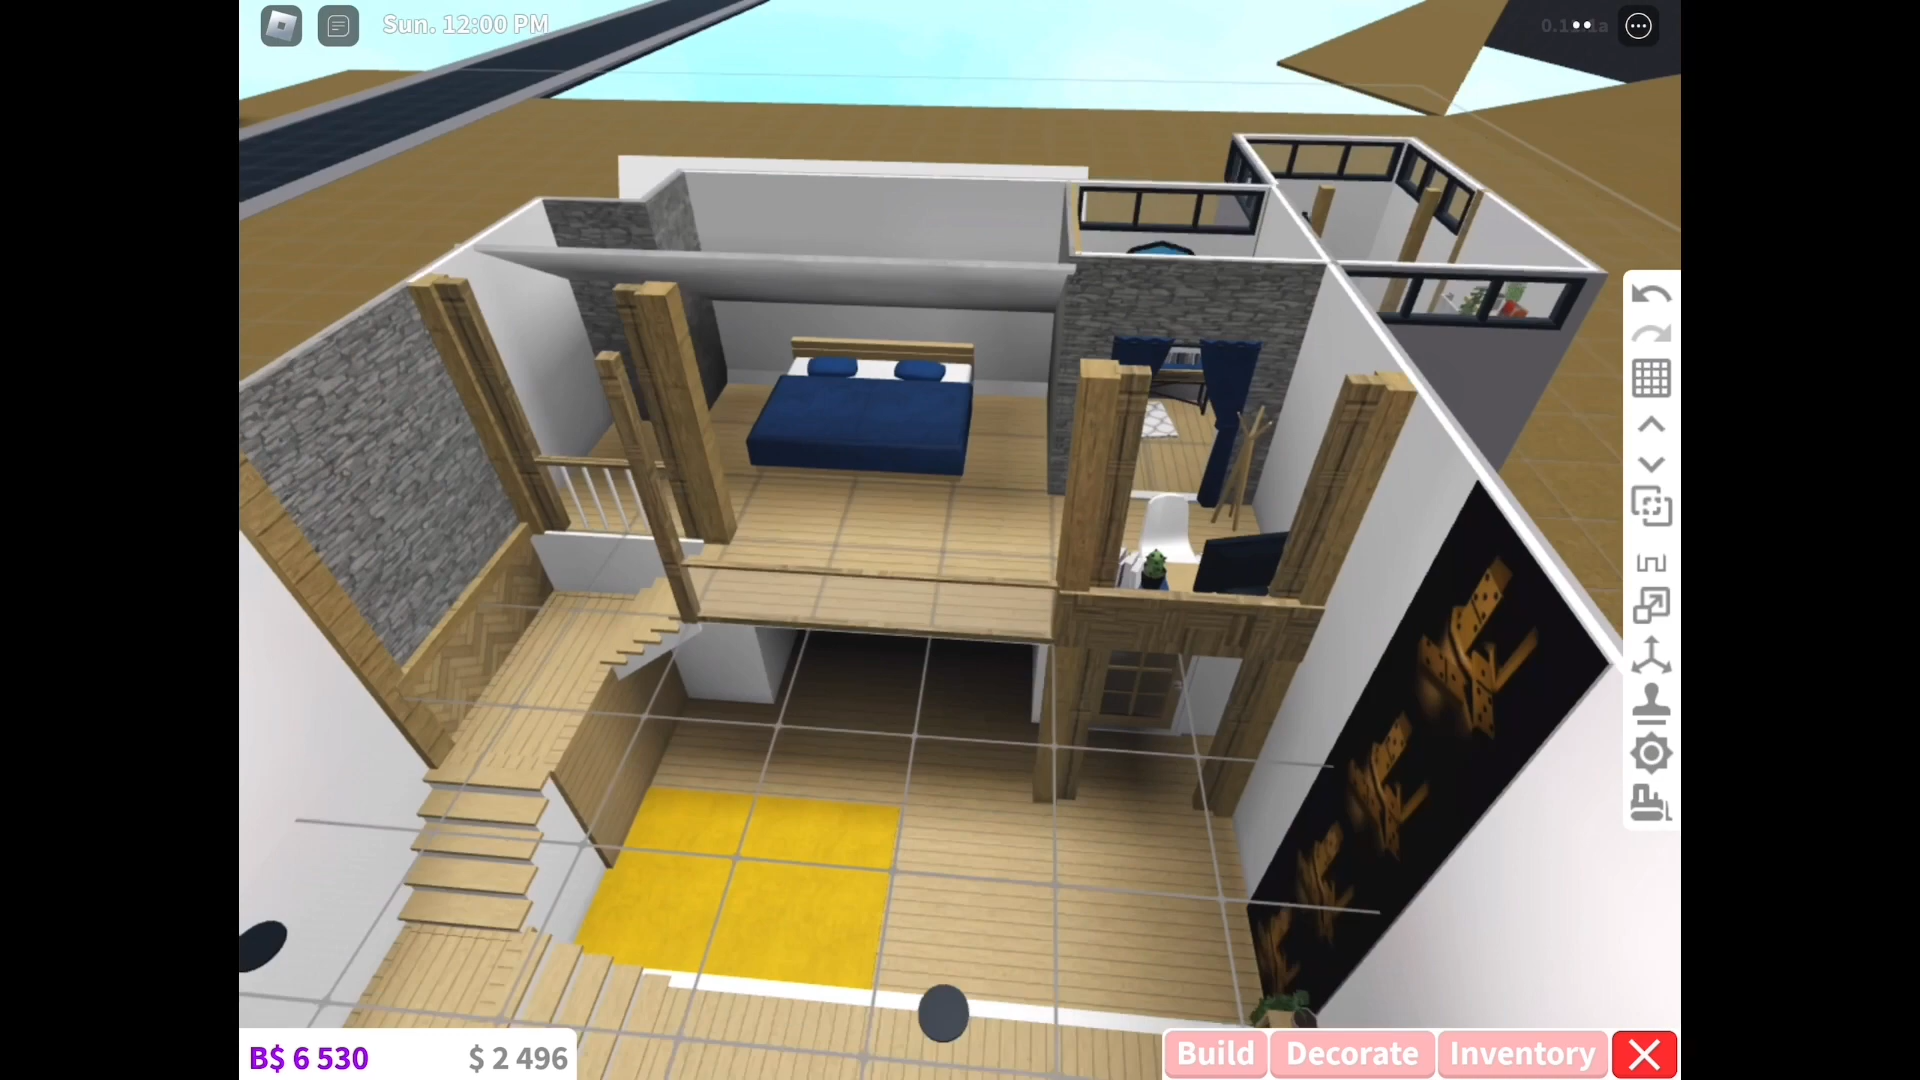 Sun. 12:00 PM
B$ 6 530
$ 2 496
Build
Decorate
Inventory